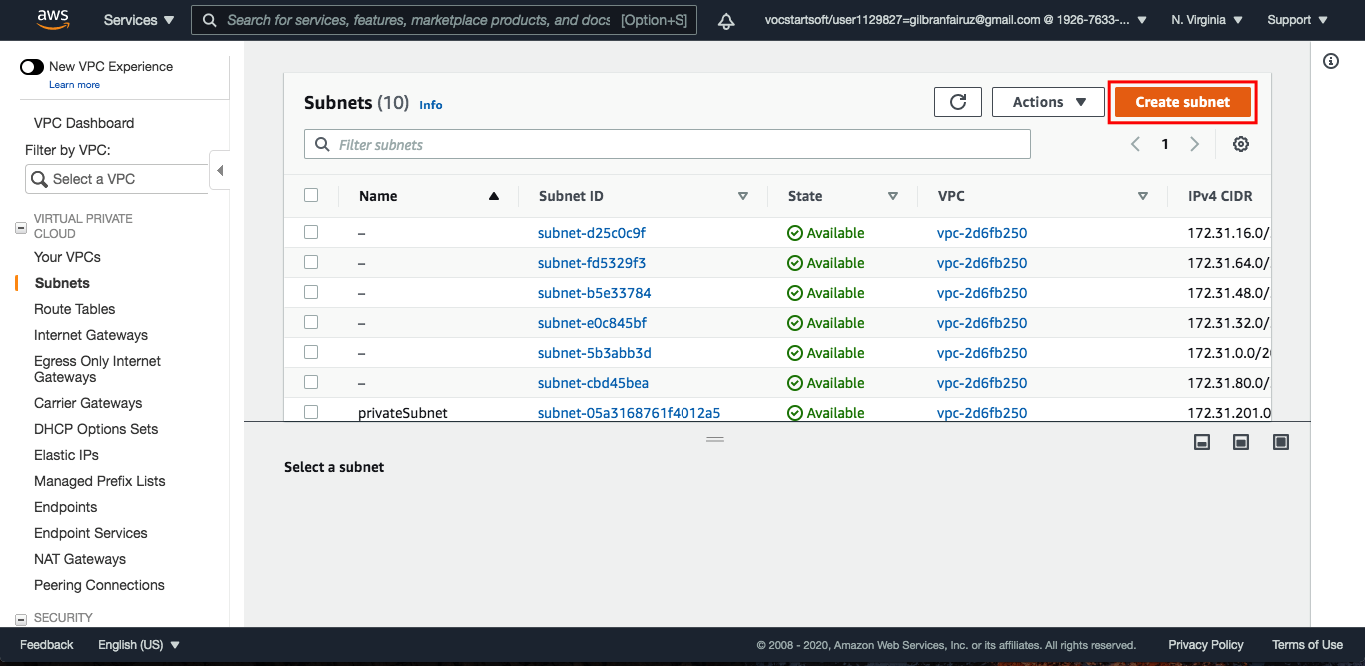 aws Services Search for services, features, marketplace products, and docs [Option+S] vocstartsoft/user1129827=gilbranfairuz@gmail.com @ 1926-7633-... N. Virginia Support
New VPC Experience
Learn more
VPC Dashboard
Filter by VPC:
Select a VPC
VIRTUAL PRIVATE
CLOUD
Your VPCs
Subnets
Route Tables
Internet Gateways
Egress Only Internet
Gateways
Carrier Gateways
DHCP Options Sets
Elastic IPs
Managed Prefix Lists
Endpoints
Endpoint Services
NAT Gateways
Peering Connections
SECURITY
Subnets (10) Info Actions Create subnet
Filter subnets 1
Name Subnet ID State VPC IPv4 CIDR
– subnet-d25c0c9f Available vpc-2d6fb250 172.31.16.0/
– subnet-fd5329f3 Available vpc-2d6fb250 172.31.64.0/
– subnet-b5e33784 Available vpc-2d6fb250 172.31.48.0/
– subnet-e0c845bf Available vpc-2d6fb250 172.31.32.0/
– subnet-5b3abb3d Available vpc-2d6fb250 172.31.0.0/20
– subnet-cbd45bea Available vpc-2d6fb250 172.31.80.0/
privateSubnet subnet-05a3168761f4012a5 Available vpc-2d6fb250 172.31.201.0
Select a subnet
Feedback English (US) © 2008 - 2020, Amazon Web Services, Inc. or its affiliates. All rights reserved. Privacy Policy Terms of Use